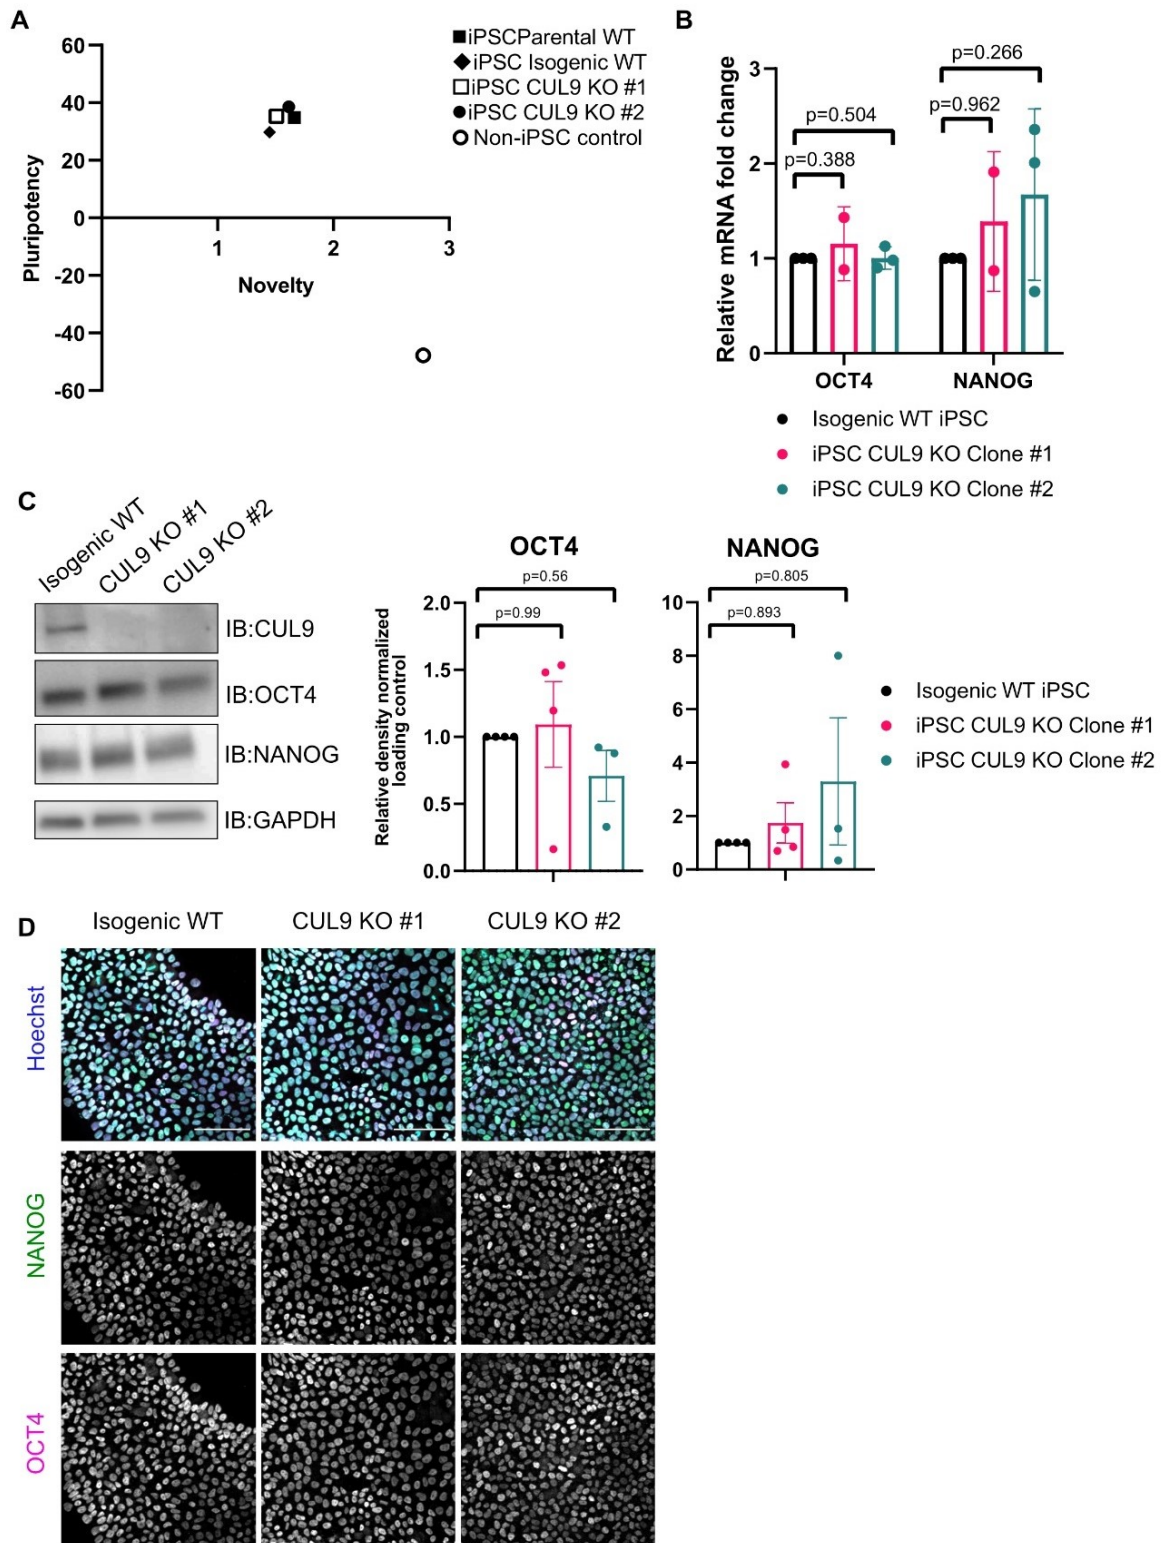 A
iPSCParental WT
iPSC Isogenic WT
iPSC CUL9 KO #1
iPSC CUL9 KO #2
Non-iPSC control
60
40
20
0
-20
-40
-60
1
2
3
Pluripotency
Novelty
B
p=0.266
p=0.962
p=0.504
p=0.388
3
2
1
0
Relative mRNA fold change
OCT4
NANOG
Isogenic WT iPSC
iPSC CUL9 KO Clone #1
iPSC CUL9 KO Clone #2
C
Isogenic WT
CUL9 KO #1
CUL9 KO #2
IB:CUL9
IB:OCT4
IB:NANOG
IB:GAPDH
OCT4
p=0.56
p=0.99
2.0
1.5
1.0
0.5
0.0
Relative density normalized
loading control
NANOG
p=0.805
p=0.893
10
8
6
4
2
0
Isogenic WT iPSC
iPSC CUL9 KO Clone #1
iPSC CUL9 KO Clone #2
D
Isogenic WT
CUL9 KO #1
CUL9 KO #2
Hoechst
NANOG
OCT4